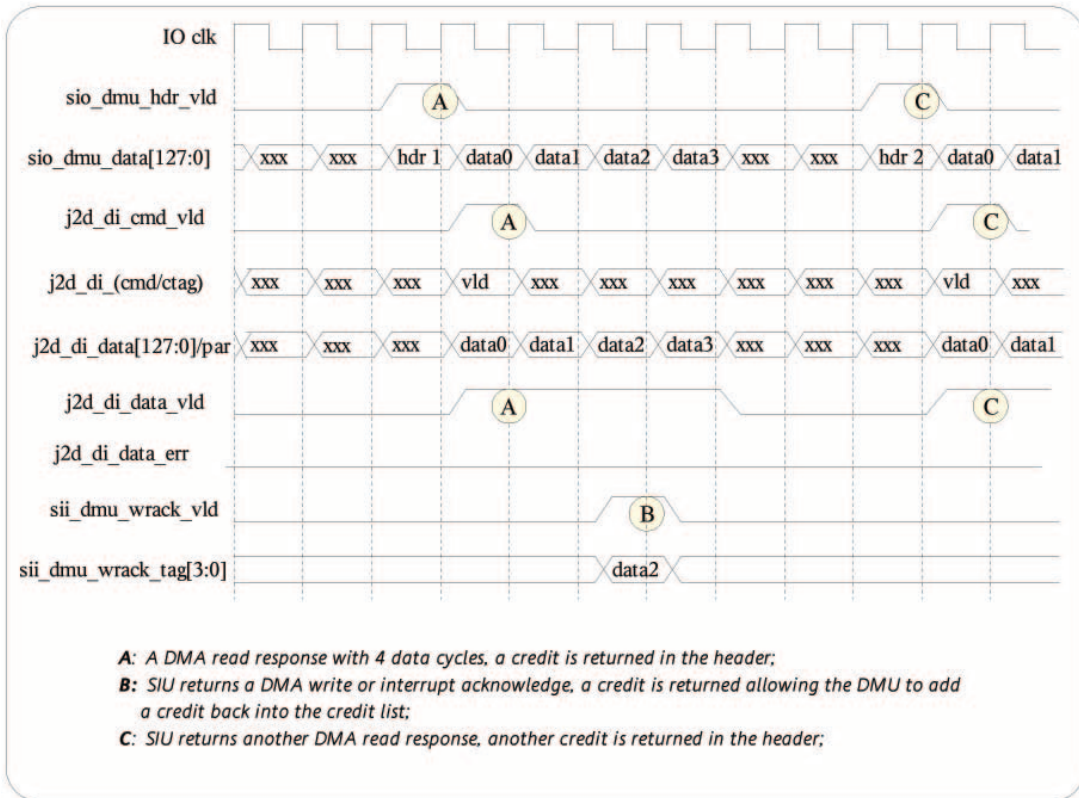 IO clk
sio_dmu_hdr_vld A C
sio_dmu_data[127:0] xxx xxx hdr 1 data0 data1 data2 data3 xxx xxx hdr 2 data0 data1
j2d_di_cmd_vld A C
j2d_di_(cmd/ctag) xxx xxx xxx vld xxx xxx xxx xxx xxx xxx vld xxx
j2d_di_data[127:0]/par xxx xxx xxx data0 data1 data2 data3 xxx xxx xxx data0 data1
j2d_di_data_vld A C
j2d_di_data_err
sii_dmu_wrack_vld B
sii_dmu_wrack_tag[3:0] data2
A: A DMA read response with 4 data cycles, a credit is returned in the header;
B: SIU returns a DMA write or interrupt acknowledge, a credit is returned allowing the DMU to add
a credit back into the credit list;
C: SIU returns another DMA read response, another credit is returned in the header;